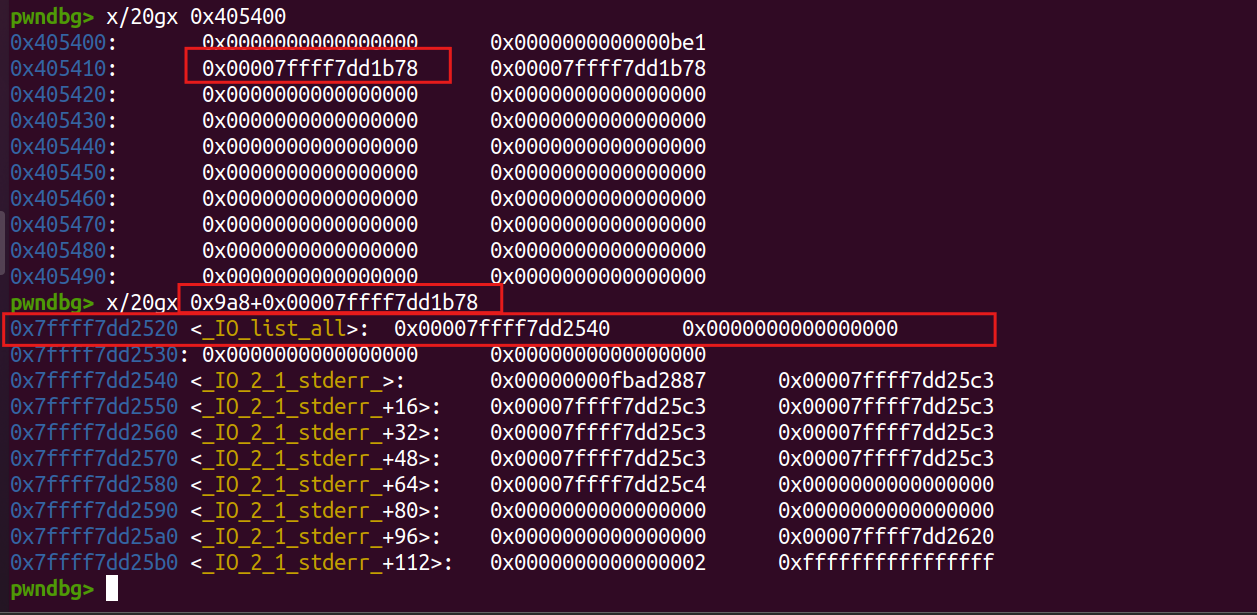 pwndbg> x/20gx 0x405400
0x405400: 0x0000000000000000 0x0000000000000be1
0x405410: 0x00007ffff7dd1b78 0x00007ffff7dd1b78
0x405420: 0x0000000000000000 0x0000000000000000
0x405430: 0x0000000000000000 0x0000000000000000
0x405440: 0x0000000000000000 0x0000000000000000
0x405450: 0x0000000000000000 0x0000000000000000
0x405460: 0x0000000000000000 0x0000000000000000
0x405470: 0x0000000000000000 0x0000000000000000
0x405480: 0x0000000000000000 0x0000000000000000
0x405490: 0x0000000000000000 0x0000000000000000
pwndbg> x/20gx 0x9a8+0x00007ffff7dd1b78
0x7ffff7dd2520 <_IO_list_all>: 0x00007ffff7dd2540 0x0000000000000000
0x7ffff7dd2530: 0x0000000000000000 0x0000000000000000
0x7ffff7dd2540 <_IO_2_1_stderr_>: 0x00000000fbad2887 0x00007ffff7dd25c3
0x7ffff7dd2550 <_IO_2_1_stderr_+16>: 0x00007ffff7dd25c3 0x00007ffff7dd25c3
0x7ffff7dd2560 <_IO_2_1_stderr_+32>: 0x00007ffff7dd25c3 0x00007ffff7dd25c3
0x7ffff7dd2570 <_IO_2_1_stderr_+48>: 0x00007ffff7dd25c3 0x00007ffff7dd25c3
0x7ffff7dd2580 <_IO_2_1_stderr_+64>: 0x00007ffff7dd25c4 0x0000000000000000
0x7ffff7dd2590 <_IO_2_1_stderr_+80>: 0x0000000000000000 0x0000000000000000
0x7ffff7dd25a0 <_IO_2_1_stderr_+96>: 0x0000000000000000 0x00007ffff7dd2620
0x7ffff7dd25b0 <_IO_2_1_stderr_+112>: 0x0000000000000002 0xffffffffffffffff
pwndbg>